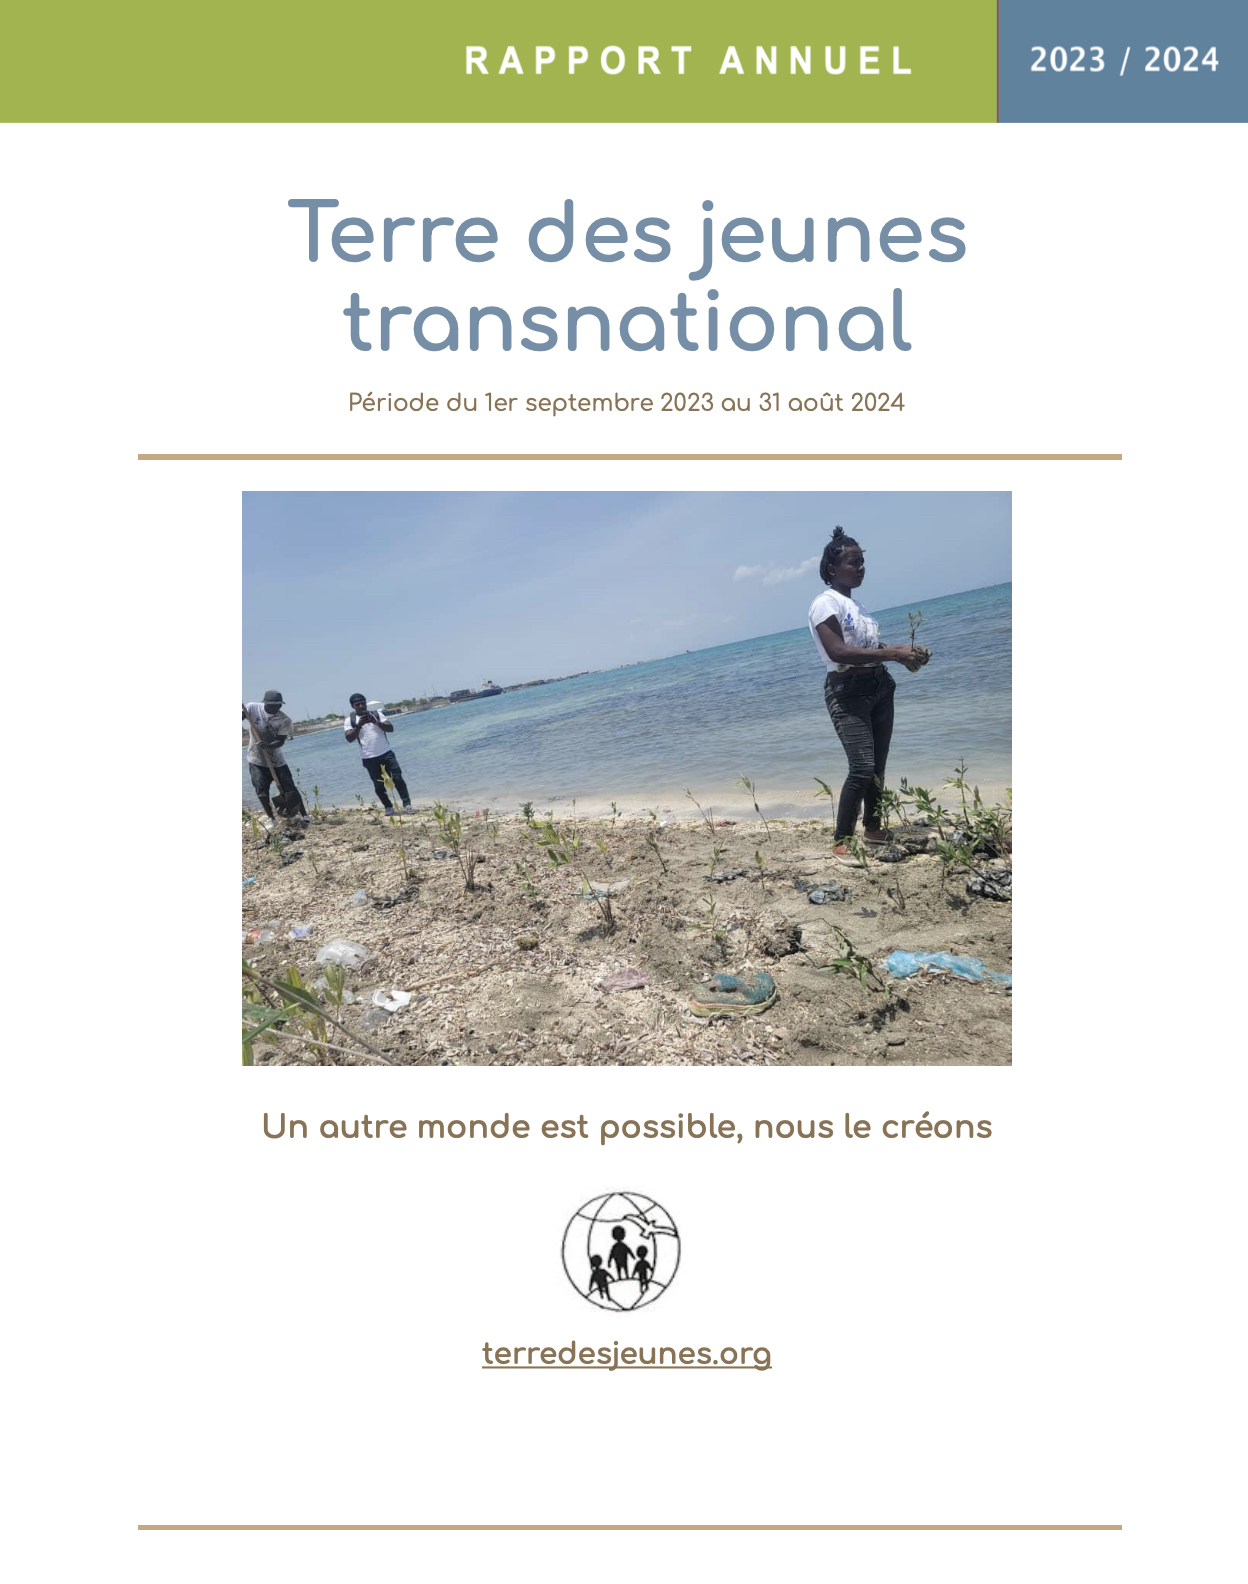 RAPPORT ANNUEL 2023 / 2024
Terre des jeunes
transnational
Période du 1er septembre 2023 au 31 août 2024
Un autre monde est possible, nous le créons
terredesjeunes.org